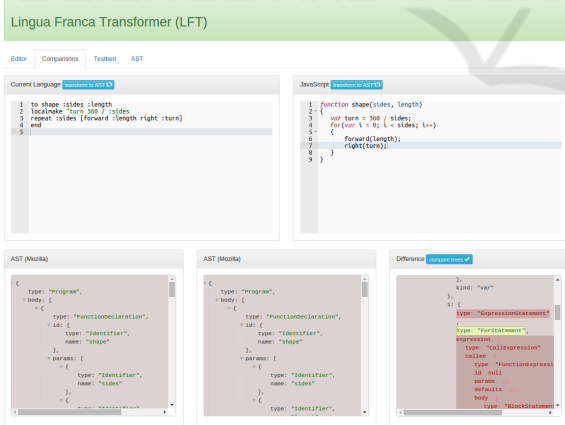 Lingua Franca Transformer (LFT)
Editor Comparisons Testbed AST
Current Language transform to AST
1 to shape :sides :length
2 localmake "turn 360 / :sides
3 repeat :sides [forward :length right :turn]
4 end
5
JavaScript transform to AST
1 function shape(sides, length)
2 {
3 var turn = 360 / sides;
4 for(var i = 0; i < sides; i++)
5 {
6 forward(length);
7 right(turn);
8 }
9 }
AST (Mozilla)
{
type: "Program",
body: [
{
type: "FunctionDeclaration",
id: {
type: "Identifier",
name: "shape"
},
params: [
{
type: "Identifier",
name: "sides"
},
{
AST (Mozilla)
{
type: "Program",
body: [
{
type: "FunctionDeclaration",
id: {
type: "Identifier",
name: "shape"
},
params: [
{
type: "Identifier",
name: "sides"
},
{
Difference compare trees
},
kind: "var"
},
1: {
type "ExpressionStatement"
type: "ForStatement",
expression
type "CallExpression"
callee
type "FunctionExpressi
id null
params
defaults
body
type "BlockStatemen